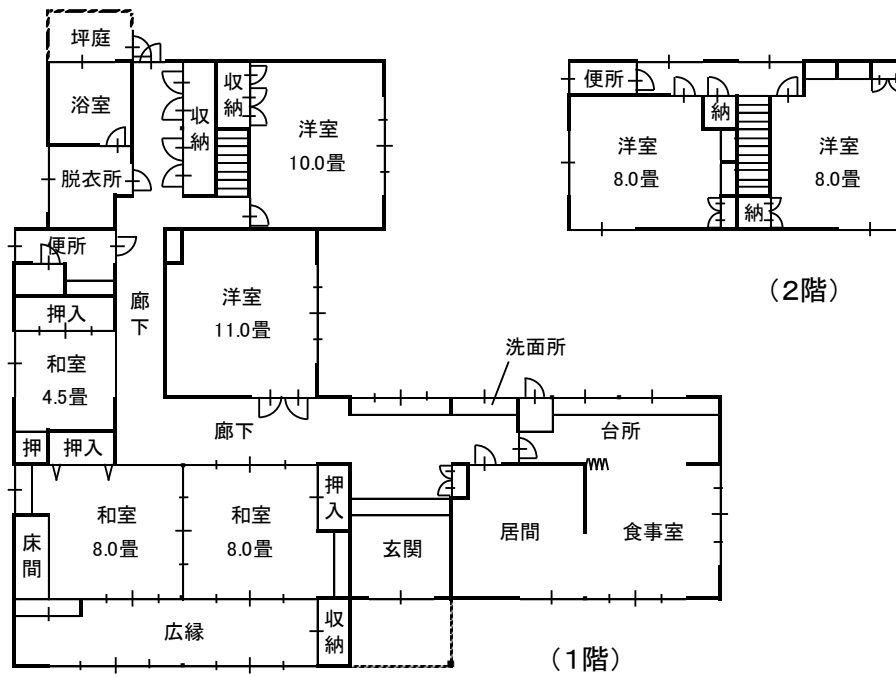 坪庭
浴室
収納
収納
洋室
10.0畳
脱衣所
便所
押入
廊下
洋室
11.0畳
和室
4.5畳
押
押入
廊下
洗面所
台所
和室
8.0畳
和室
8.0畳
押入
床間
玄関
居間
食事室
広縁
収納
（1階）
便所
納
洋室
8.0畳
洋室
8.0畳
納
（2階）